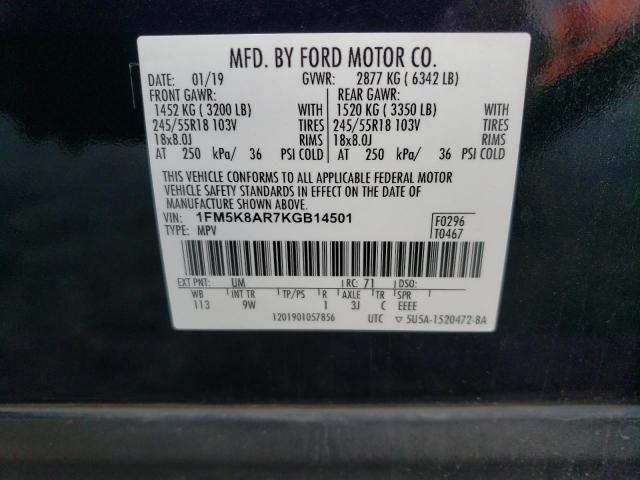 MFD. BY FORD MOTOR CO.
DATE: 01/19 GVWR: 2877 KG ( 6342 LB)
FRONT GAWR: REAR GAWR:
1452 KG ( 3200 LB) WITH 1520 KG ( 3350 LB) WITH
245/55R18 103V TIRES 245/55R18 103V TIRES
18x8.0J RIMS 18x8.0J RIMS
AT 250 kPa/ 36 PSI COLD AT 250 kPa/ 36 PSI COLD
THIS VEHICLE CONFORMS TO ALL APPLICABLE FEDERAL MOTOR
VEHICLE SAFETY STANDARDS IN EFFECT ON THE DATE OF
MANUFACTURE SHOWN ABOVE.
VIN: 1FM5K8AR7KGB14501 F0296
TYPE: MPV T0467
EXT PNT: UM RC: 71 DSO:
WB INT TR TP/PS R AXLE TR SPR
113 9W 1 3J C EEEE
1201901057856 UTC ▽ 5U5A-1520472-BA